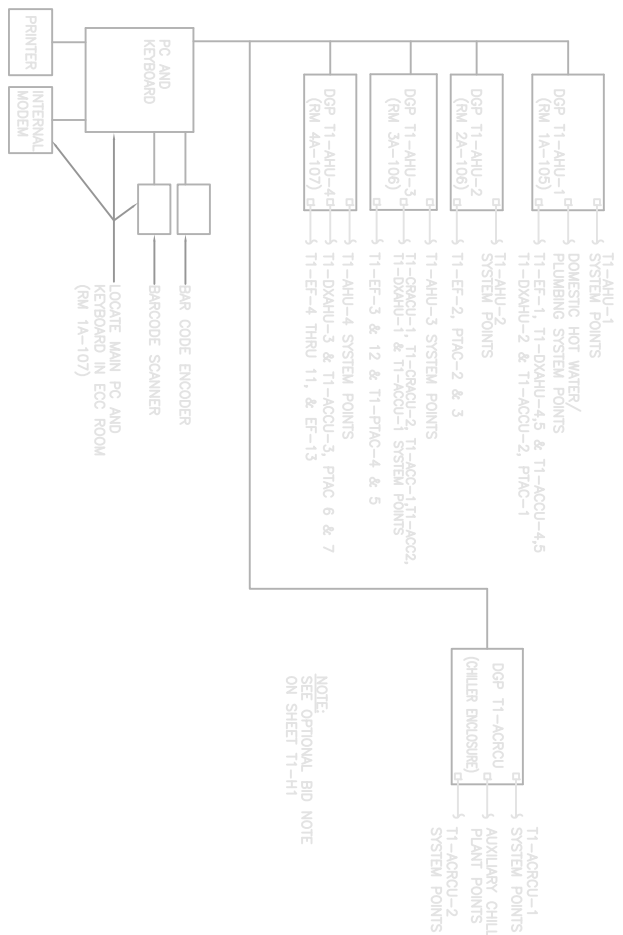 PRINTER
INTERNAL
MODEM
PC AND
KEYBOARD
DGP T1-AHU-4
(RM 4A-107)
DGP T1-AHU-3
(RM 3A-106)
DGP T1-AHU-2
(RM 2A-106)
DGP T1-AHU-1
(RM 1A-105)
T1-AHU-1
SYSTEM POINTS
DOMESTIC HOT WATER/
PLUMBING SYSTEM POINTS
T1-EF-1, T1-DXAHU-4,5 & T1-ACCU-4,5
T1-DXAHU-2 & T1-ACCU-2, PTAC-1
T1-AHU-2
SYSTEM POINTS
T1-EF-2, PTAC-2 & 3
T1-AHU-3 SYSTEM POINTS
T1-CRACU-1, T1-CRACU-2, T1-ACC-1,T1-ACC2,
T1-DXAHU-1 & T1-ACCU-1 SYSTEM POINTS
T1-EF-3 & 12 & T1-PTAC-4 & 5
T1-AHU-4 SYSTEM POINTS
T1-DXAHU-3 & T1-ACCU-3, PTAC 6 & 7
T1-EF-4 THRU 11, & EF-13
BAR CODE ENCODER
BARCODE SCANNER
LOCATE MAIN PC AND
KEYBOARD IN ECC ROOM
(RM 1A-107)
DGP T1-ACRCU
(CHILLER ENCLOSURE)
T1-ACRCU-1
SYSTEM POINTS
AUXILIARY CHILL
PLANT POINTS
T1-ACRCU-2
SYSTEM POINTS
NOTE:
SEE OPTIONAL BID NOTE
ON SHEET T1-H1